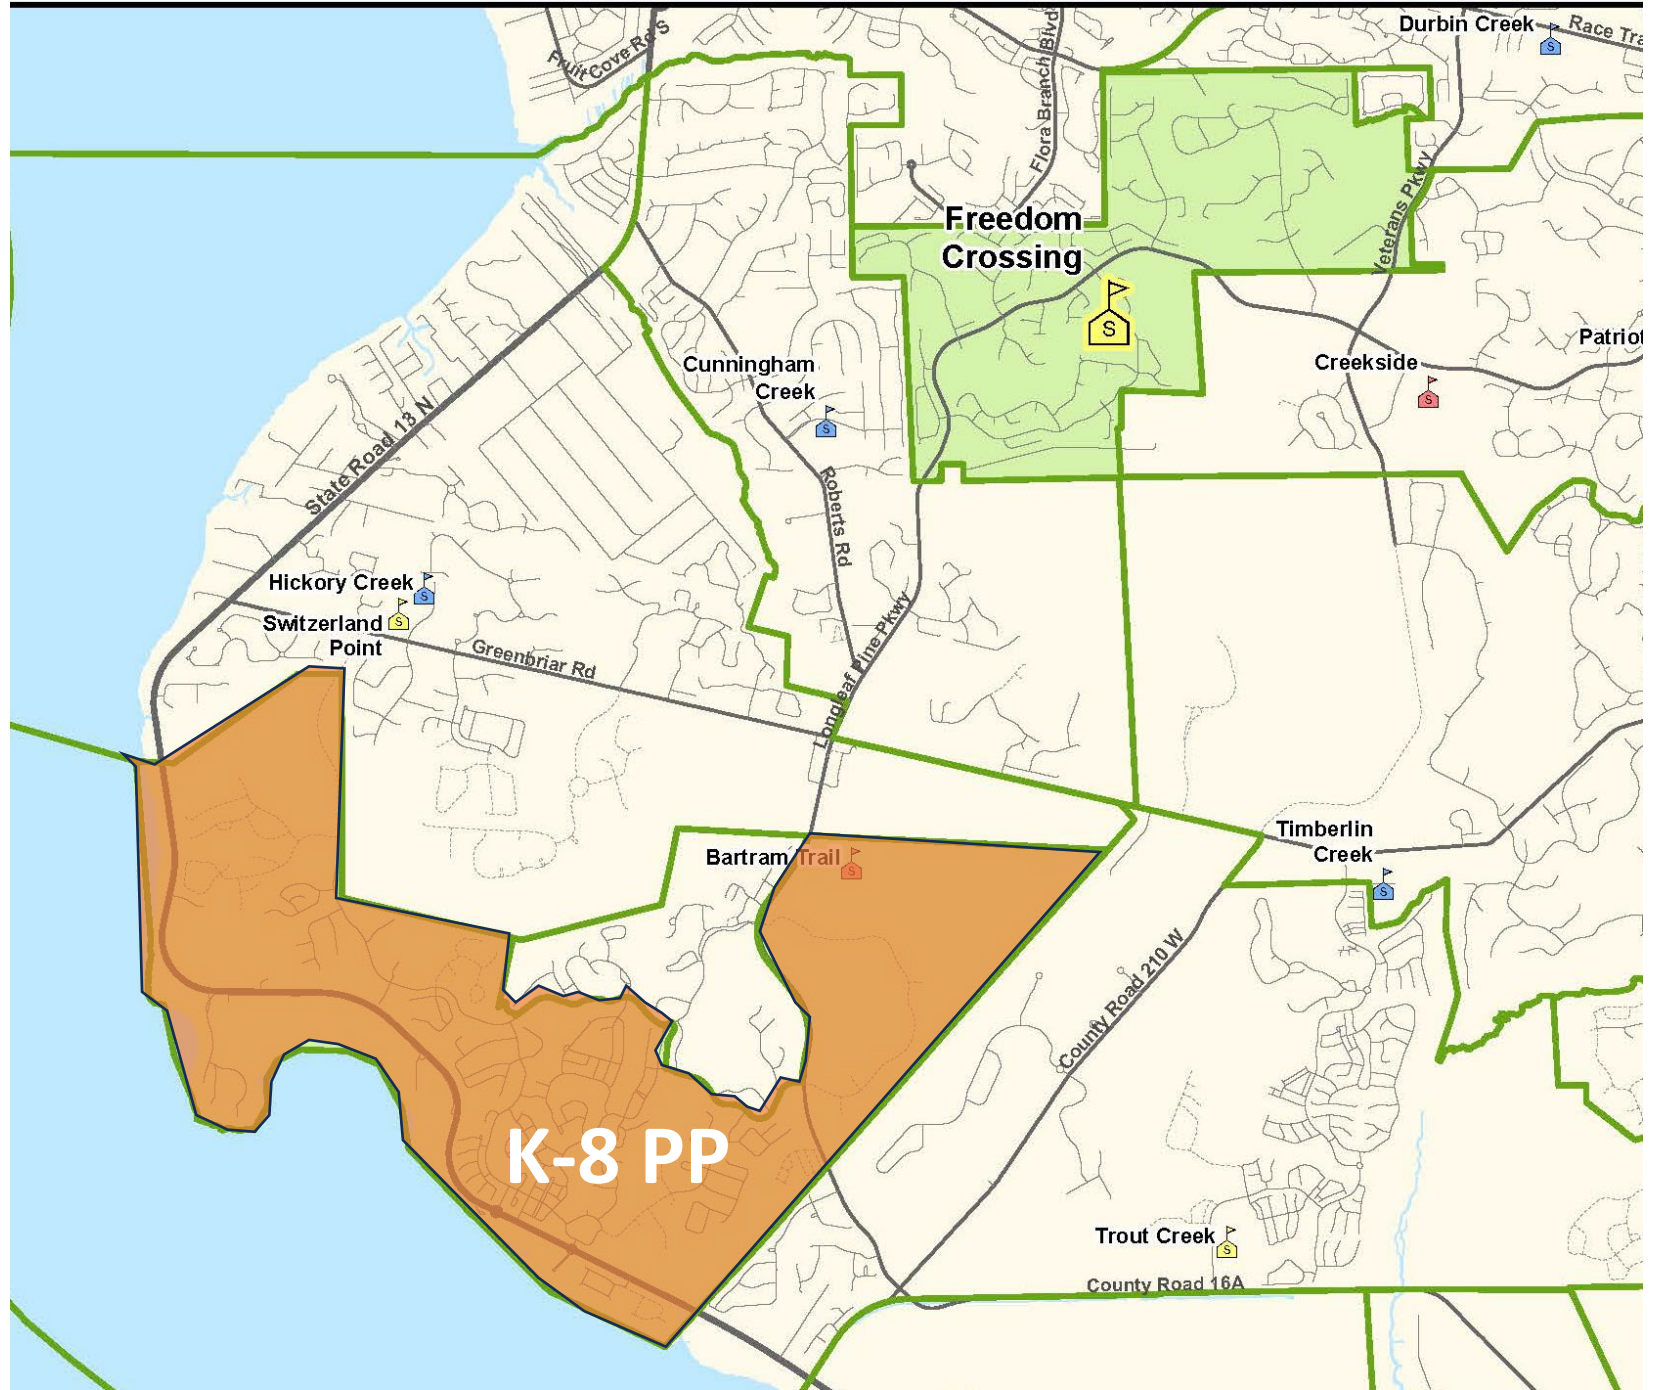 Durbin Creek
Race Tra
Fruit Cove Rd S
Flora Branch Blvd
Veterans Pkwy
Freedom
Crossing
S
Patriot
Creekside
Cunningham
Creek
State Road 13 N
Roberts Rd
Hickory Creek
Switzerland
Point
Greenbriar Rd
Longleaf Pine Pkwy
Timberlin
Creek
Bartram Trail
County Road 210 W
K-8 PP
Trout Creek
County Road 16A